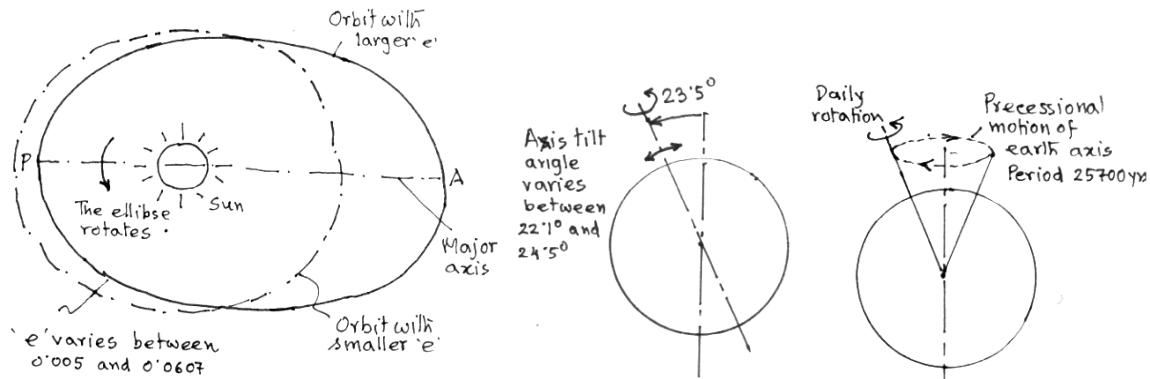 Orbit with
larger 'e'
P
A
Sun
The ellibse
rotates.
Major
axis
Orbit with
smaller 'e'
'e' varies between
0.005 and 0.0607
23.5°
Axis tilt
angle
varies
between
22.1° and
24.5°
Daily
rotation
Precessional
motion of
earth axis
Period 25700 yrs